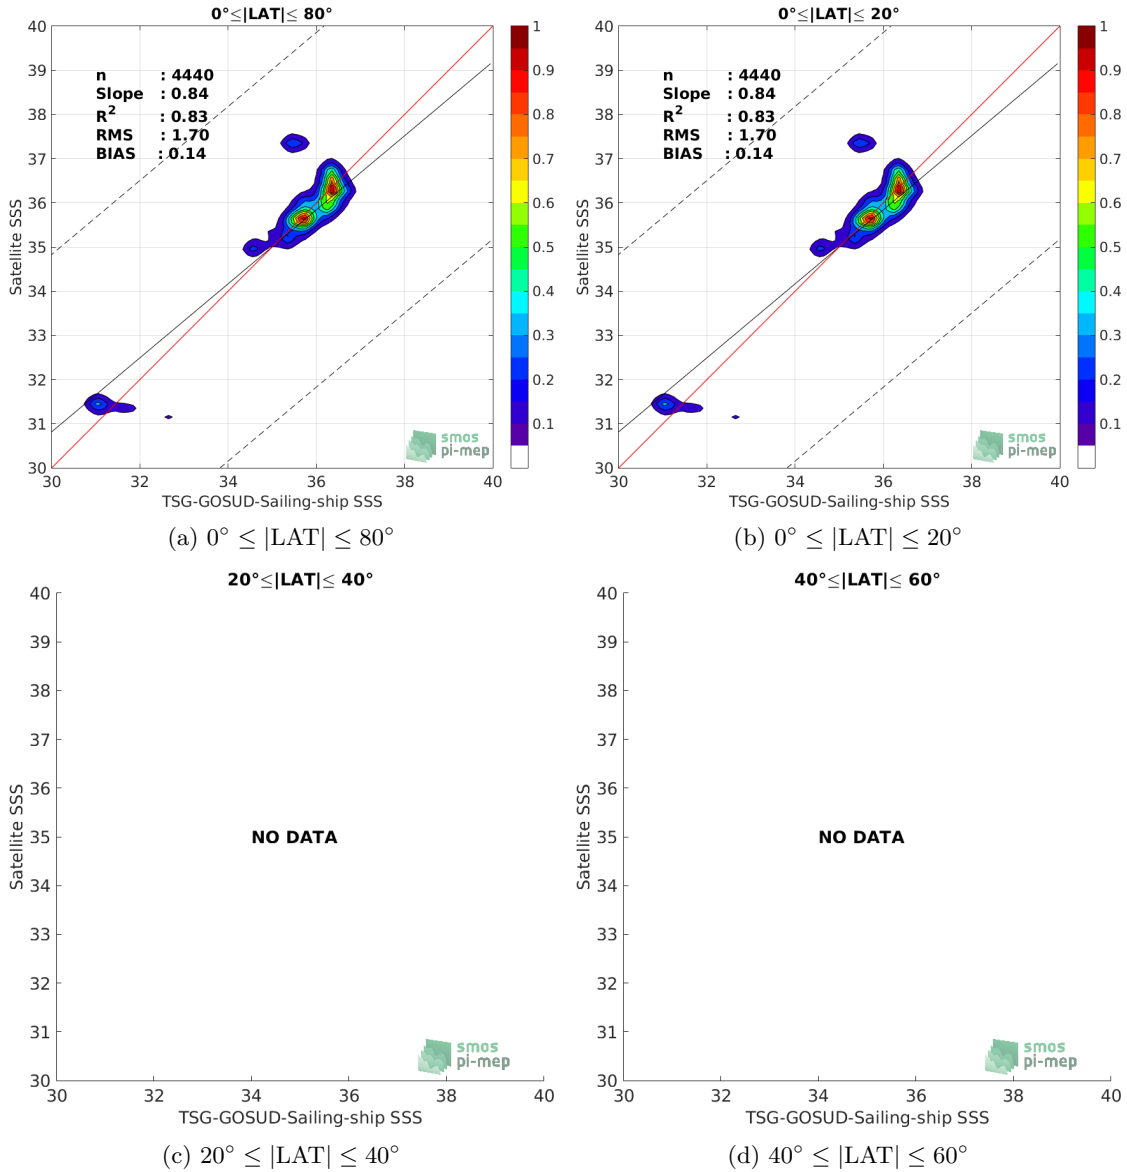 0°≤|LAT|≤ 80°
40
39
38
37
36
35
34
33
32
31
30
Satellite SSS
n : 4440
Slope : 0.84
R² : 0.83
RMS : 1.70
BIAS : 0.14
1
0.9
0.8
0.7
0.6
0.5
0.4
0.3
0.2
0.1
smos
pi-mep
30 32 34 36 38 40
TSG-GOSUD-Sailing-ship SSS
(a) 0° ≤ |LAT| ≤ 80°
0°≤|LAT|≤ 20°
40
39
38
37
36
35
34
33
32
31
30
Satellite SSS
n : 4440
Slope : 0.84
R² : 0.83
RMS : 1.70
BIAS : 0.14
1
0.9
0.8
0.7
0.6
0.5
0.4
0.3
0.2
0.1
smos
pi-mep
30 32 34 36 38 40
TSG-GOSUD-Sailing-ship SSS
(b) 0° ≤ |LAT| ≤ 20°
20°≤|LAT|≤ 40°
40
39
38
37
36
35
34
33
32
31
30
Satellite SSS
NO DATA
smos
pi-mep
30 32 34 36 38 40
TSG-GOSUD-Sailing-ship SSS
(c) 20° ≤ |LAT| ≤ 40°
40°≤|LAT|≤ 60°
40
39
38
37
36
35
34
33
32
31
30
Satellite SSS
NO DATA
smos
pi-mep
30 32 34 36 38 40
TSG-GOSUD-Sailing-ship SSS
(d) 40° ≤ |LAT| ≤ 60°